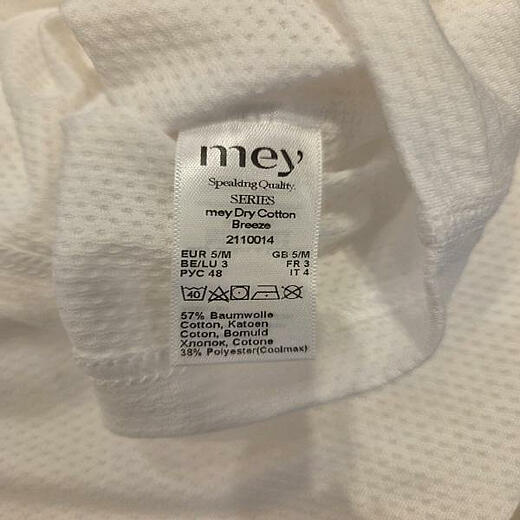 mey
Speaking Quality.
SERIES
mey Dry Cotton
Breeze
2110014
EUR 5/M GB 5/M
BE/LU 3 FR 3
РУС 48 IT 4
40
57% Baumwolle
Cotton, Katoen
Coton, Bomuld
Хлопок, Cotone
38% Polyester(Coolmax)